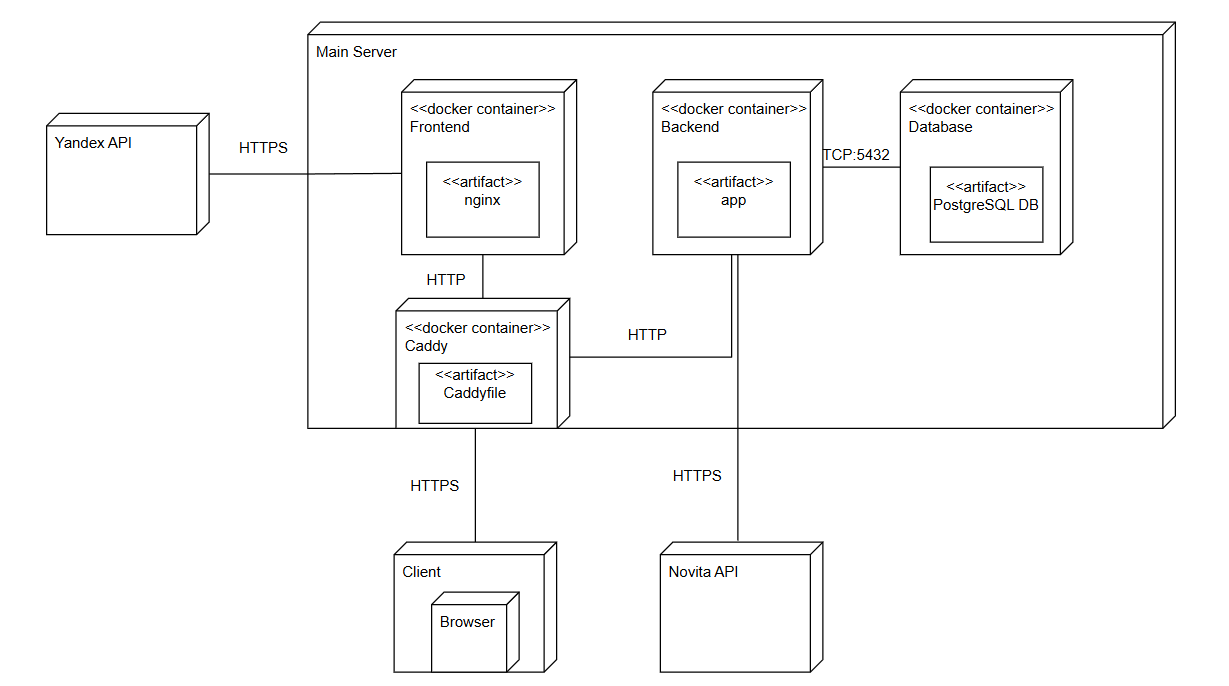 Main Server
<<docker container>>
Frontend
<<artifact>>
nginx
<<docker container>>
Backend
<<artifact>>
app
TCP:5432
<<docker container>>
Database
<<artifact>>
PostgreSQL DB
Yandex API
HTTPS
HTTP
<<docker container>>
Caddy
<<artifact>>
Caddyfile
HTTP
HTTPS
HTTPS
Client
Browser
Novita API